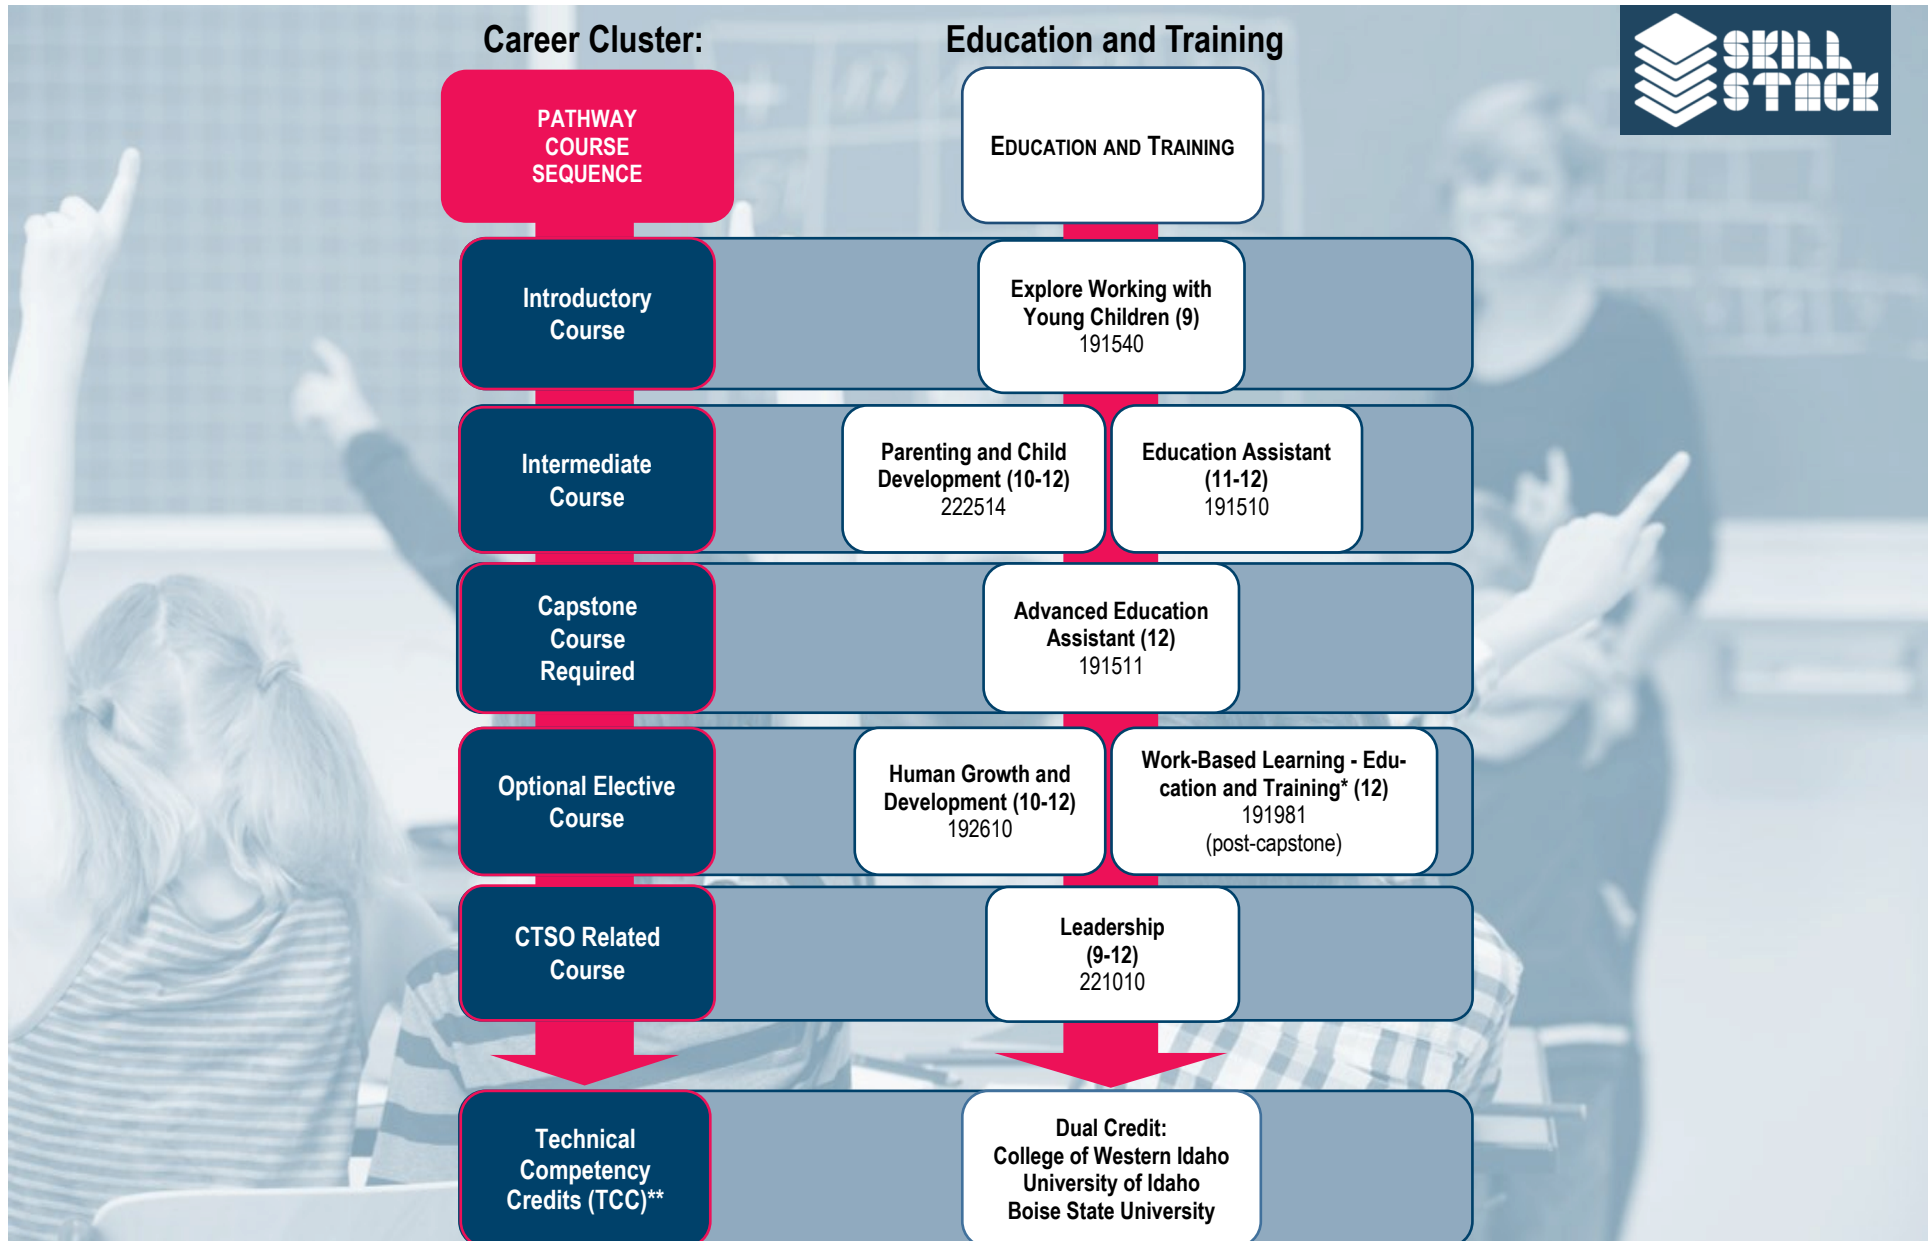 Career Cluster:
Education and Training
SKILL
STACK
PATHWAY
COURSE
SEQUENCE
EDUCATION AND TRAINING
Introductory
Course
Explore Working with
Young Children (9)
191540
Intermediate
Course
Parenting and Child
Development (10-12)
222514
Education Assistant
(11-12)
191510
Capstone
Course
Required
Advanced Education
Assistant (12)
191511
Optional Elective
Course
Human Growth and
Development (10-12)
192610
Work-Based Learning - Edu-
cation and Training* (12)
191981
(post-capstone)
CTSO Related
Course
Leadership
(9-12)
221010
Technical
Competency
Credits (TCC)**
Dual Credit:
College of Western Idaho
University of Idaho
Boise State University